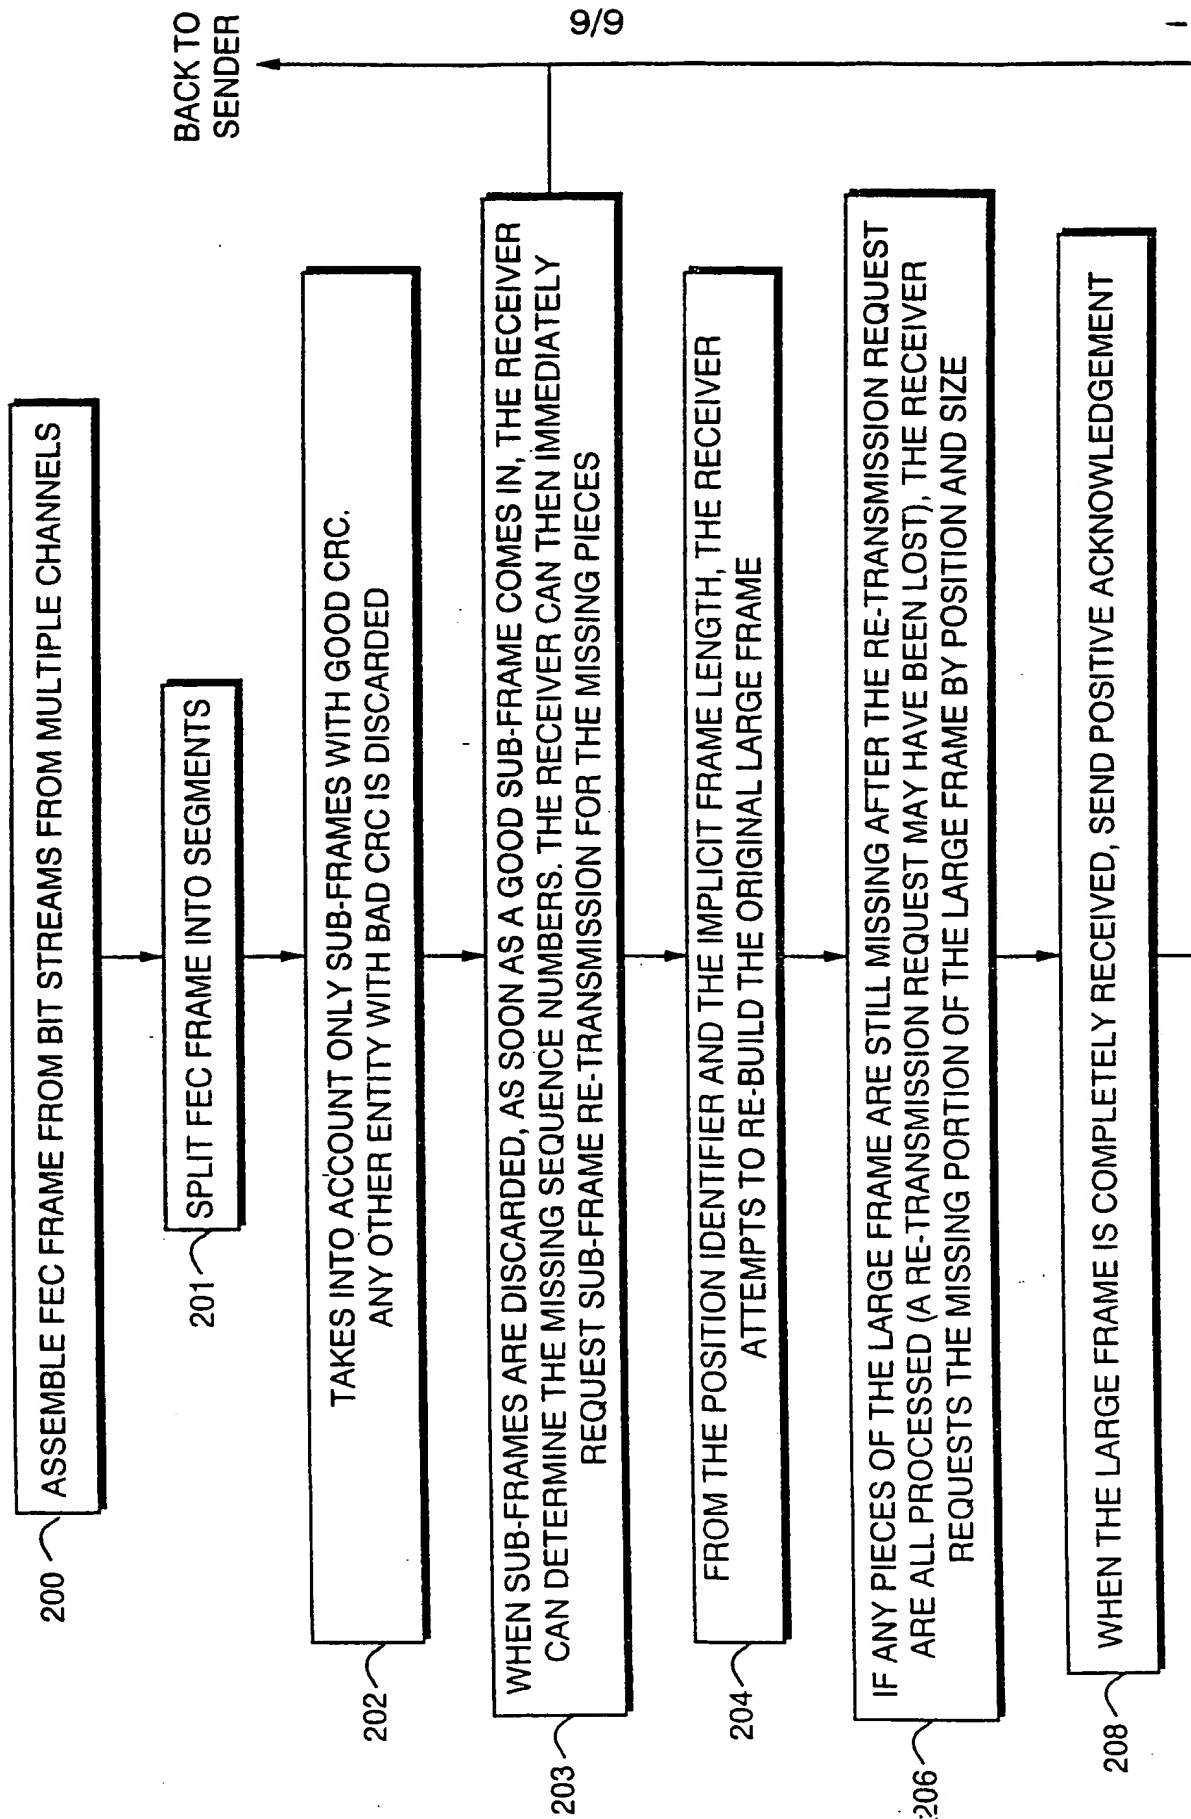 9/9
BACK TO
SENDER
200
ASSEMBLE FEC FRAME FROM BIT STREAMS FROM MULTIPLE CHANNELS
201
SPLIT FEC FRAME INTO SEGMENTS
202
TAKES INTO ACCOUNT ONLY SUB-FRAMES WITH GOOD CRC.
ANY OTHER ENTITY WITH BAD CRC IS DISCARDED
203
WHEN SUB-FRAMES ARE DISCARDED, AS SOON AS A GOOD SUB-FRAME COMES IN, THE RECEIVER
CAN DETERMINE THE MISSING SEQUENCE NUMBERS. THE RECEIVER CAN THEN IMMEDIATELY
REQUEST SUB-FRAME RE-TRANSMISSION FOR THE MISSING PIECES
204
FROM THE POSITION IDENTIFIER AND THE IMPLICIT FRAME LENGTH, THE RECEIVER
ATTEMPTS TO RE-BUILD THE ORIGINAL LARGE FRAME
206
IF ANY PIECES OF THE LARGE FRAME ARE STILL MISSING AFTER THE RE-TRANSMISSION REQUEST
ARE ALL PROCESSED (A RE-TRANSMISSION REQUEST MAY HAVE BEEN LOST), THE RECEIVER
REQUESTS THE MISSING PORTION OF THE LARGE FRAME BY POSITION AND SIZE
208
WHEN THE LARGE FRAME IS COMPLETELY RECEIVED, SEND POSITIVE ACKNOWLEDGEMENT